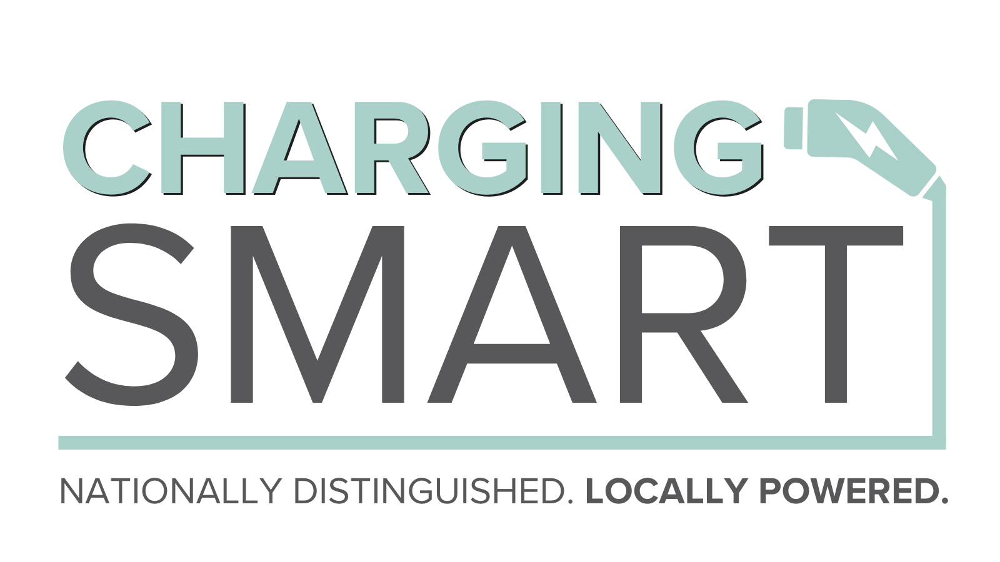 CHARGING
SMART
NATIONALLY DISTINGUISHED. LOCALLY POWERED.